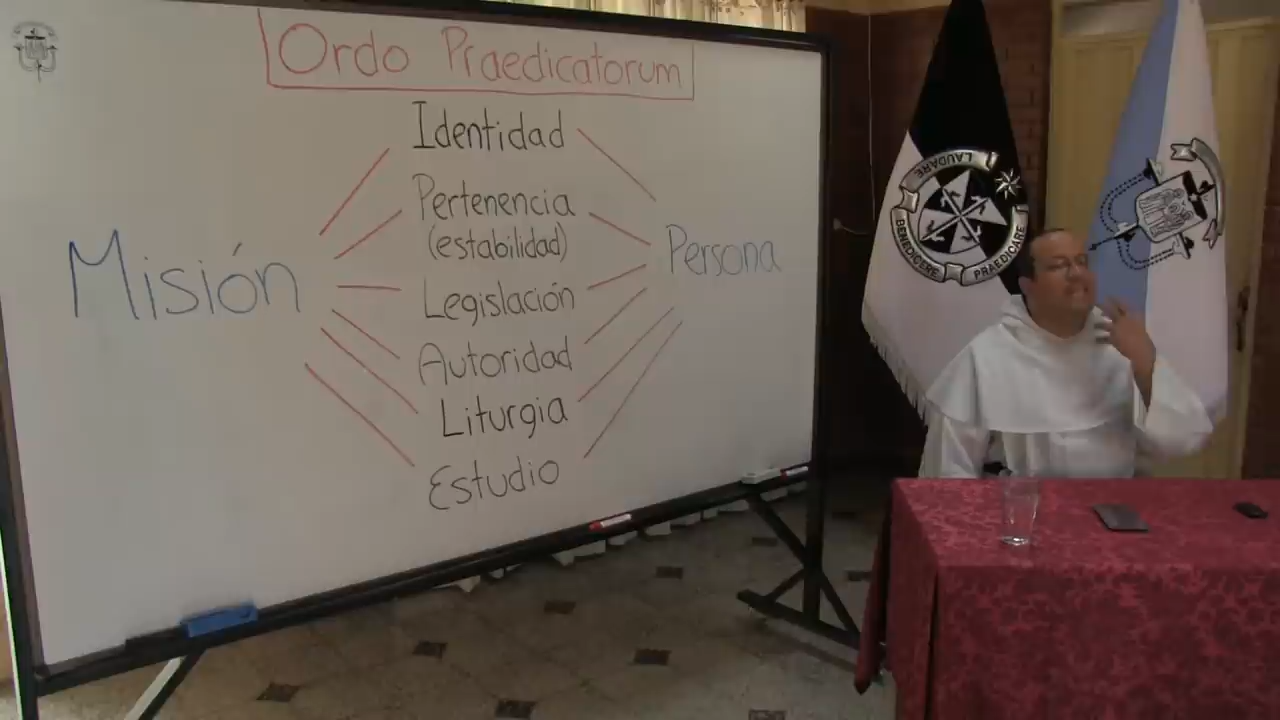 Ordo Praedicatorum
Identidad
Pertenencia
(estabilidad)
Misión
Persona
Legislación
Autoridad
Liturgia
Estudio
LAUDARE
BENEDICERE
PRAEDICARE